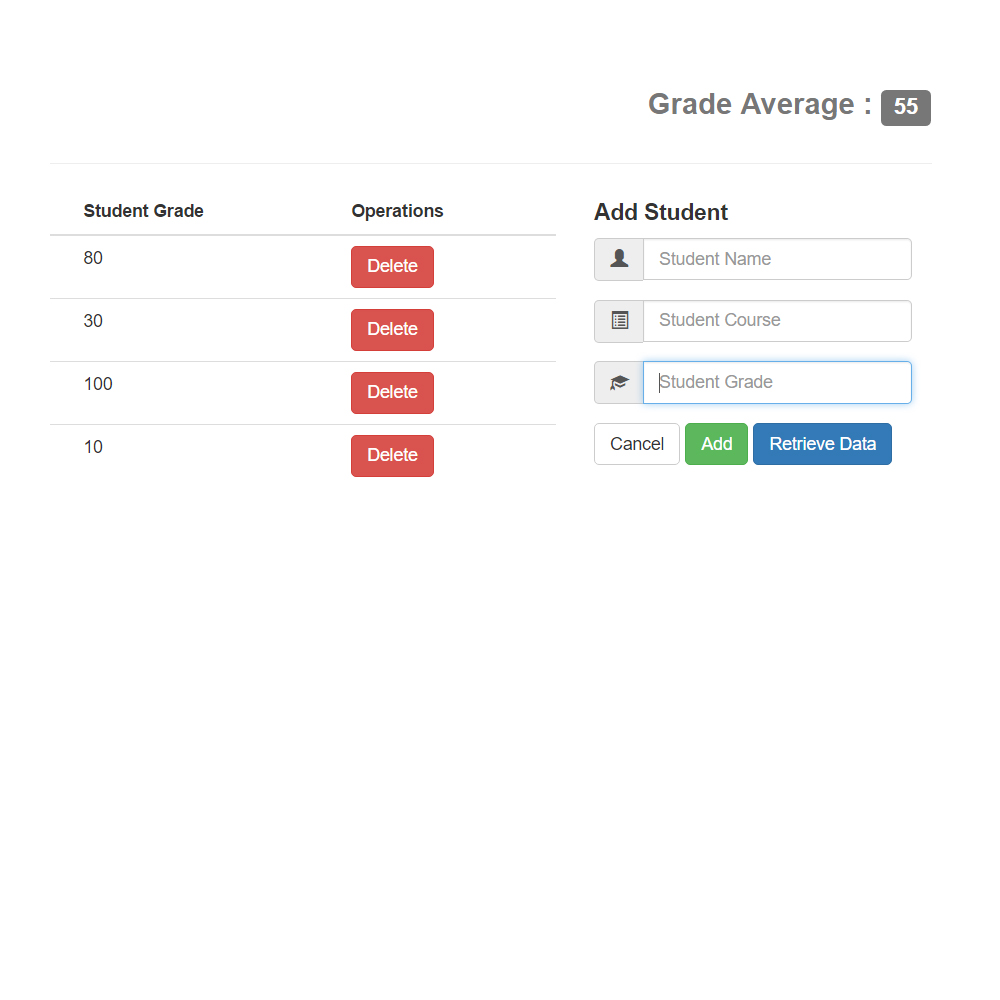 Grade Average : 55
Student Grade Operations
80 Delete
30 Delete
100 Delete
10 Delete
Add Student
Student Name
Student Course
Student Grade
Cancel Add Retrieve Data